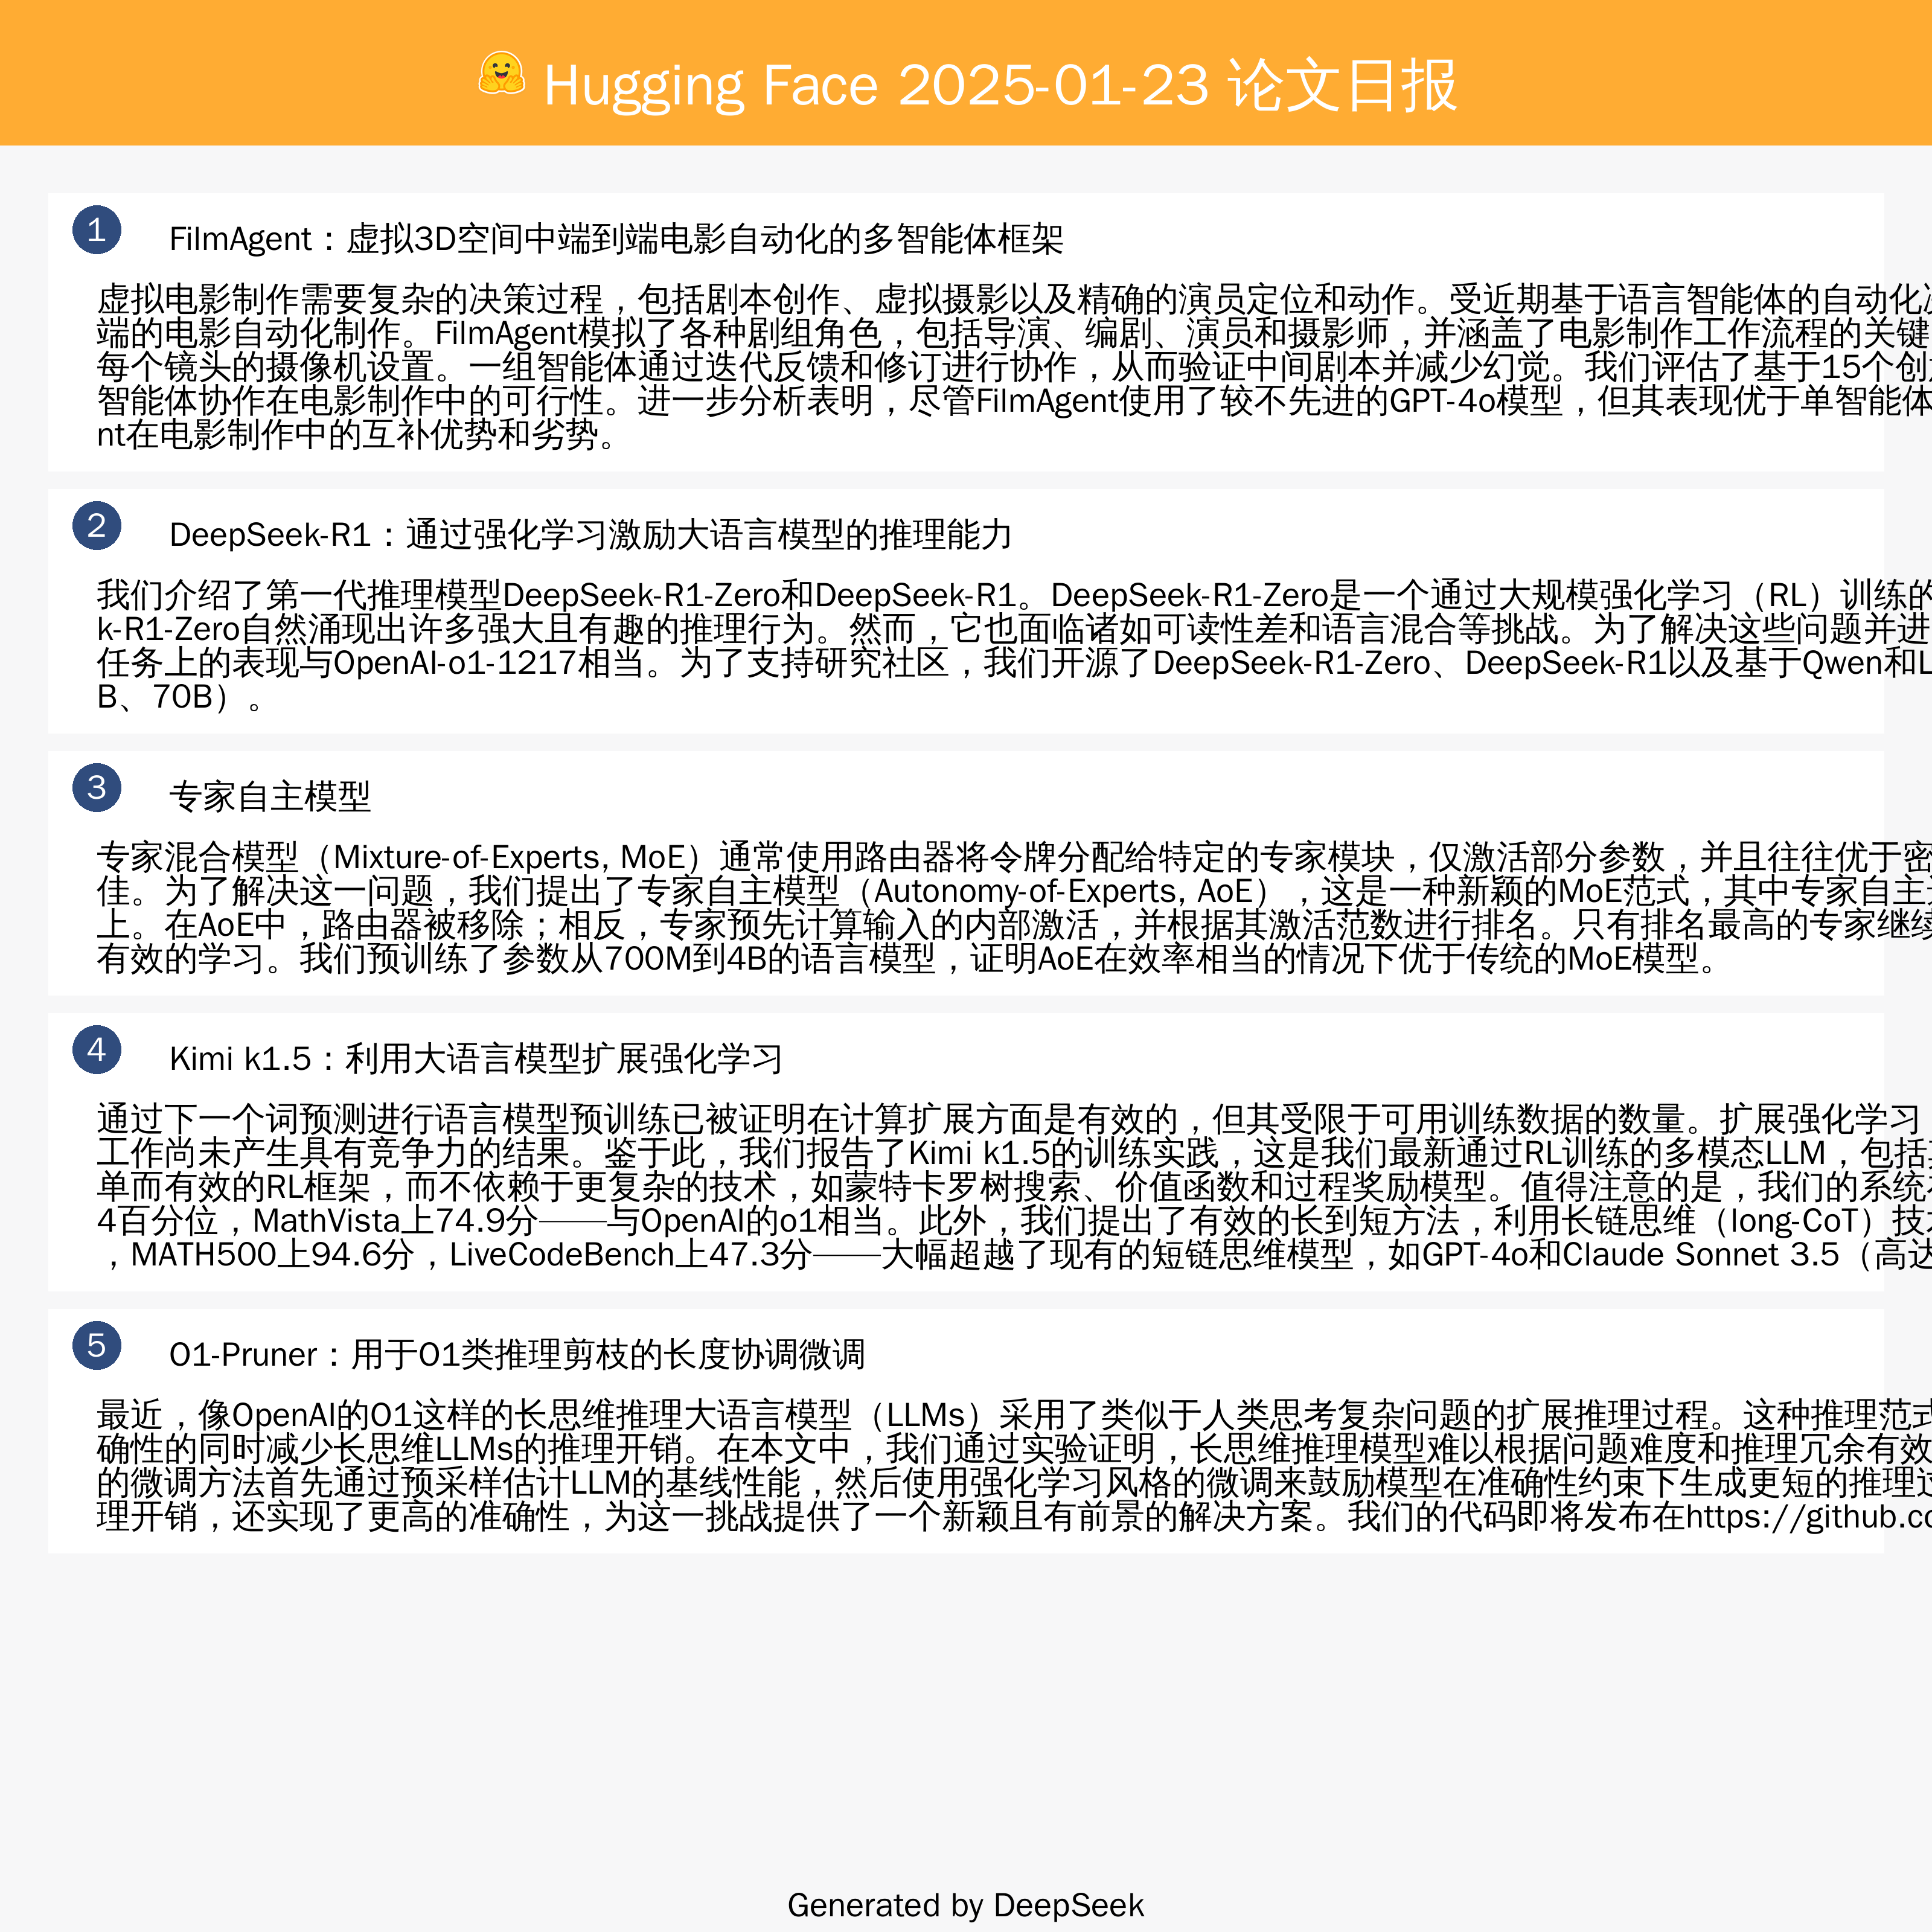 Hugging Face 2025-01-23 论文日报
1
FilmAgent：虚拟3D空间中端到端电影自动化的多智能体框架
虚拟电影制作需要复杂的决策过程，包括剧本创作、虚拟摄影以及精确的演员定位和动作。受近期基于语言智能体的自动化决
端的电影自动化制作。FilmAgent模拟了各种剧组角色，包括导演、编剧、演员和摄影师，并涵盖了电影制作工作流程的关键
每个镜头的摄像机设置。一组智能体通过迭代反馈和修订进行协作，从而验证中间剧本并减少幻觉。我们评估了基于15个创
智能体协作在电影制作中的可行性。进一步分析表明，尽管FilmAgent使用了较不先进的GPT-4o模型，但其表现优于单智能体
nt在电影制作中的互补优势和劣势。
2
DeepSeek-R1：通过强化学习激励大语言模型的推理能力
我们介绍了第一代推理模型DeepSeek-R1-Zero和DeepSeek-R1。DeepSeek-R1-Zero是一个通过大规模强化学习（RL）训练的
k-R1-Zero自然涌现出许多强大且有趣的推理行为。然而，它也面临诸如可读性差和语言混合等挑战。为了解决这些问题并进
任务上的表现与OpenAI-o1-1217相当。为了支持研究社区，我们开源了DeepSeek-R1-Zero、DeepSeek-R1以及基于Qwen和L
B、70B）。
3
专家自主模型
专家混合模型（Mixture-of-Experts, MoE）通常使用路由器将令牌分配给特定的专家模块，仅激活部分参数，并且往往优于密
佳。为了解决这一问题，我们提出了专家自主模型（Autonomy-of-Experts, AoE），这是一种新颖的MoE范式，其中专家自主
上。在AoE中，路由器被移除；相反，专家预先计算输入的内部激活，并根据其激活范数进行排名。只有排名最高的专家继续
有效的学习。我们预训练了参数从700M到4B的语言模型，证明AoE在效率相当的情况下优于传统的MoE模型。
4
Kimi k1.5：利用大语言模型扩展强化学习
通过下一个词预测进行语言模型预训练已被证明在计算扩展方面是有效的，但其受限于可用训练数据的数量。扩展强化学习
工作尚未产生具有竞争力的结果。鉴于此，我们报告了Kimi k1.5的训练实践，这是我们最新通过RL训练的多模态LLM，包括
单而有效的RL框架，而不依赖于更复杂的技术，如蒙特卡罗树搜索、价值函数和过程奖励模型。值得注意的是，我们的系统
4百分位，MathVista上74.9分——与OpenAI的o1相当。此外，我们提出了有效的长到短方法，利用长链思维（long-CoT）技
，MATH500上94.6分，LiveCodeBench上47.3分——大幅超越了现有的短链思维模型，如GPT-4o和Claude Sonnet 3.5（高达
5
O1-Pruner：用于O1类推理剪枝的长度协调微调
最近，像OpenAI的O1这样的长思维推理大语言模型（LLMs）采用了类似于人类思考复杂问题的扩展推理过程。这种推理范式
确性的同时减少长思维LLMs的推理开销。在本文中，我们通过实验证明，长思维推理模型难以根据问题难度和推理冗余有效
的微调方法首先通过预采样估计LLM的基线性能，然后使用强化学习风格的微调来鼓励模型在准确性约束下生成更短的推理过
理开销，还实现了更高的准确性，为这一挑战提供了一个新颖且有前景的解决方案。我们的代码即将发布在https://github.co
Generated by DeepSeek